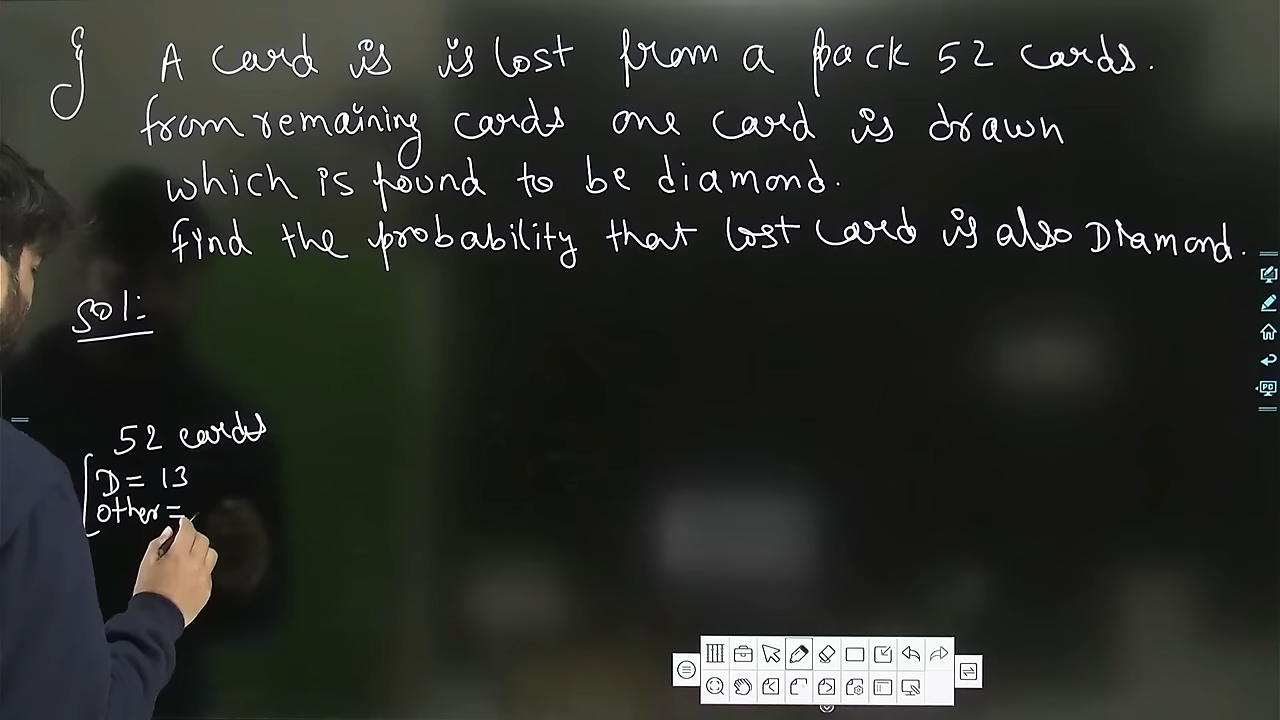 A card is is lost from a pack 52 cards.
from remaining cards one card is drawn
which is found to be diamond.
find the probability that lost card is also Diamond.
Sol:
52 cards
D = 13
other =